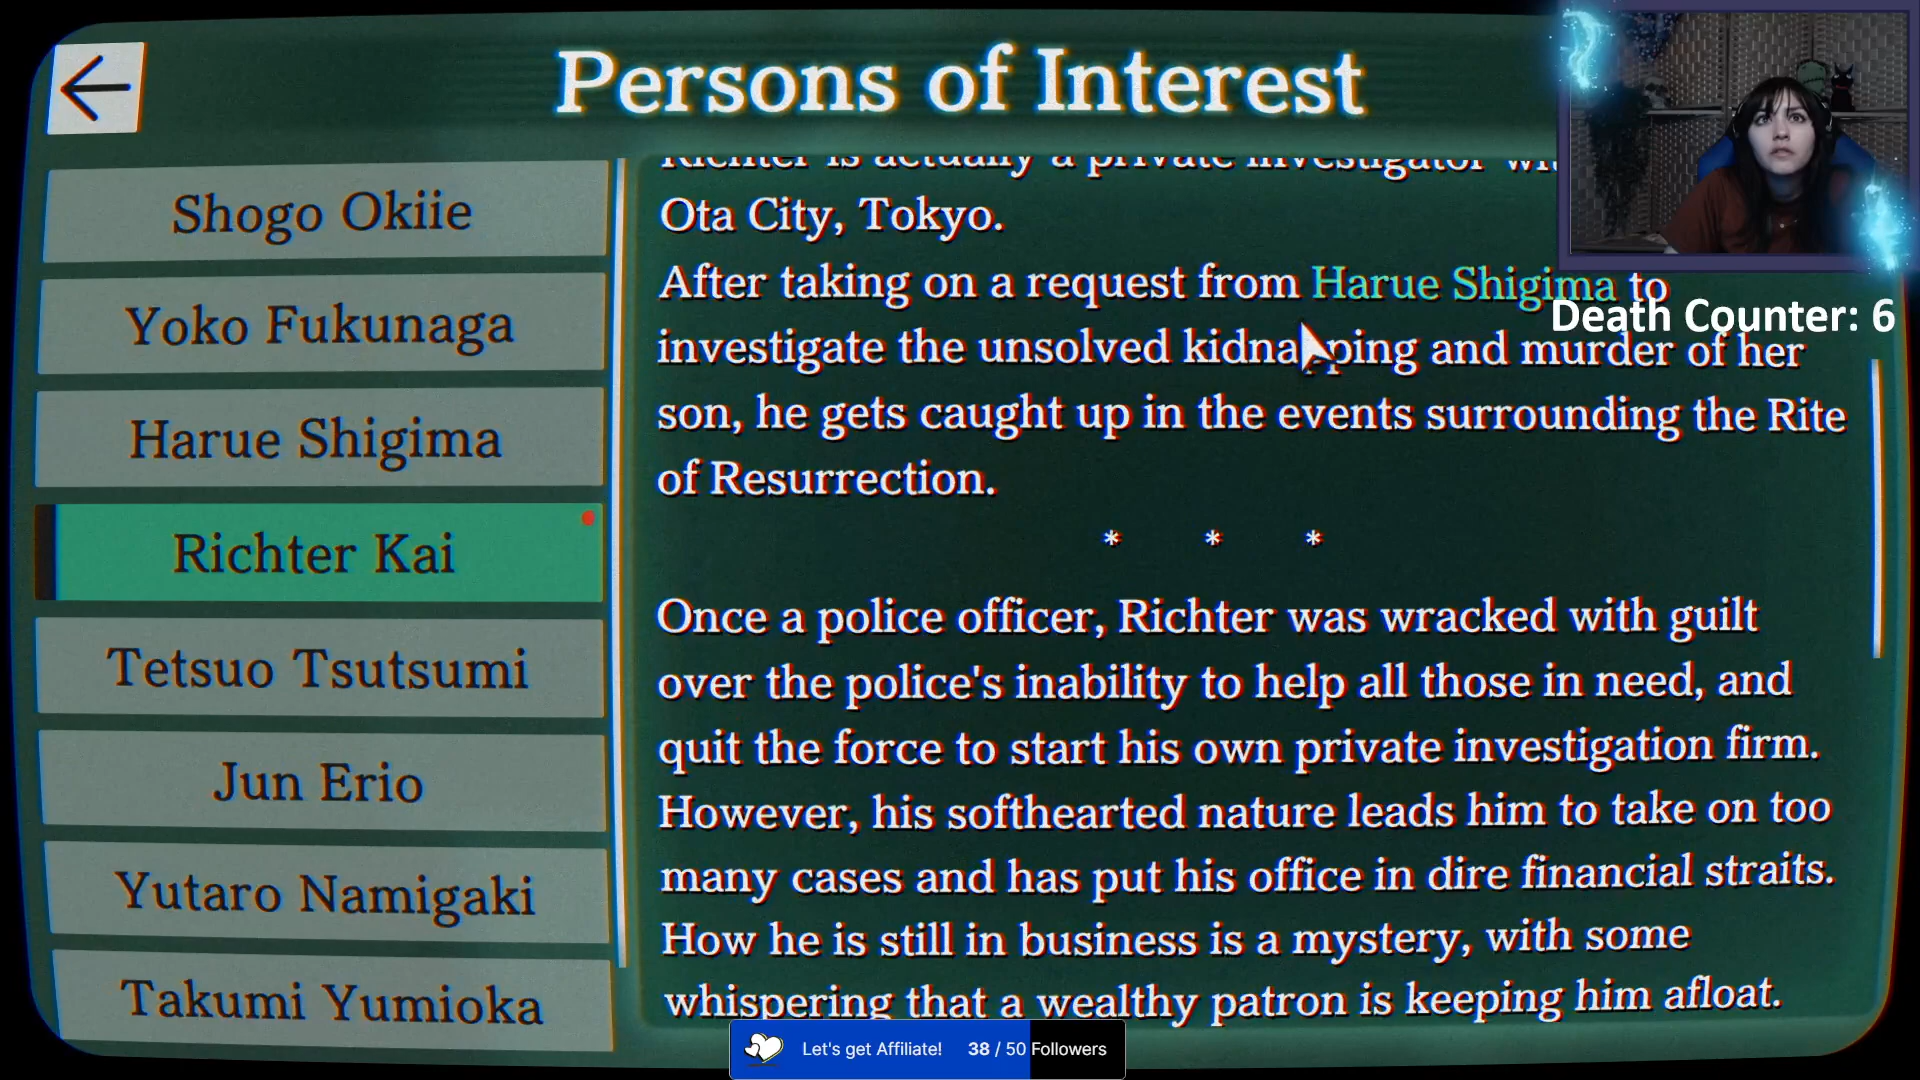 Persons of Interest
Shogo Okiie
Yoko Fukunaga
Harue Shigima
Richter Kai
Tetsuo Tsutsumi
Jun Erio
Yutaro Namigaki
Takumi Yumioka
Richter is actually a private investigator
Ota City, Tokyo.
After taking on a request from Harue Shigima to
investigate the unsolved kidnapping and murder of her
son, he gets caught up in the events surrounding the Rite
of Resurrection.
* * *
Once a police officer, Richter was wracked with guilt
over the police's inability to help all those in need, and
quit the force to start his own private investigation firm.
However, his softhearted nature leads him to take on too
many cases and has put his office in dire financial straits.
How he is still in business is a mystery, with some
whispering that a wealthy patron is keeping him afloat.
Death Counter: 6
Let's get Affiliate! 38 / 50 Followers